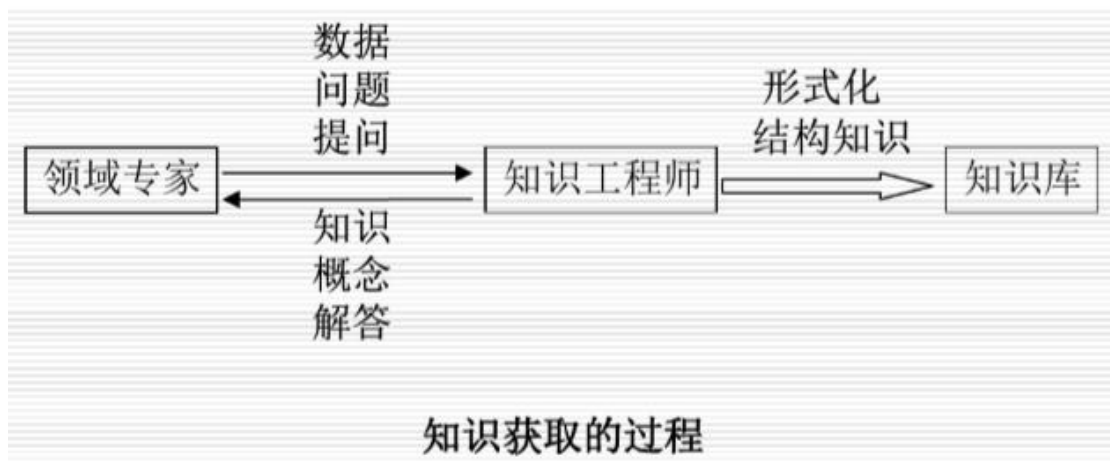 数据
问题
提问
形式化
结构知识
领域专家
知识工程师
知识库
知识
概念
解答
知识获取的过程